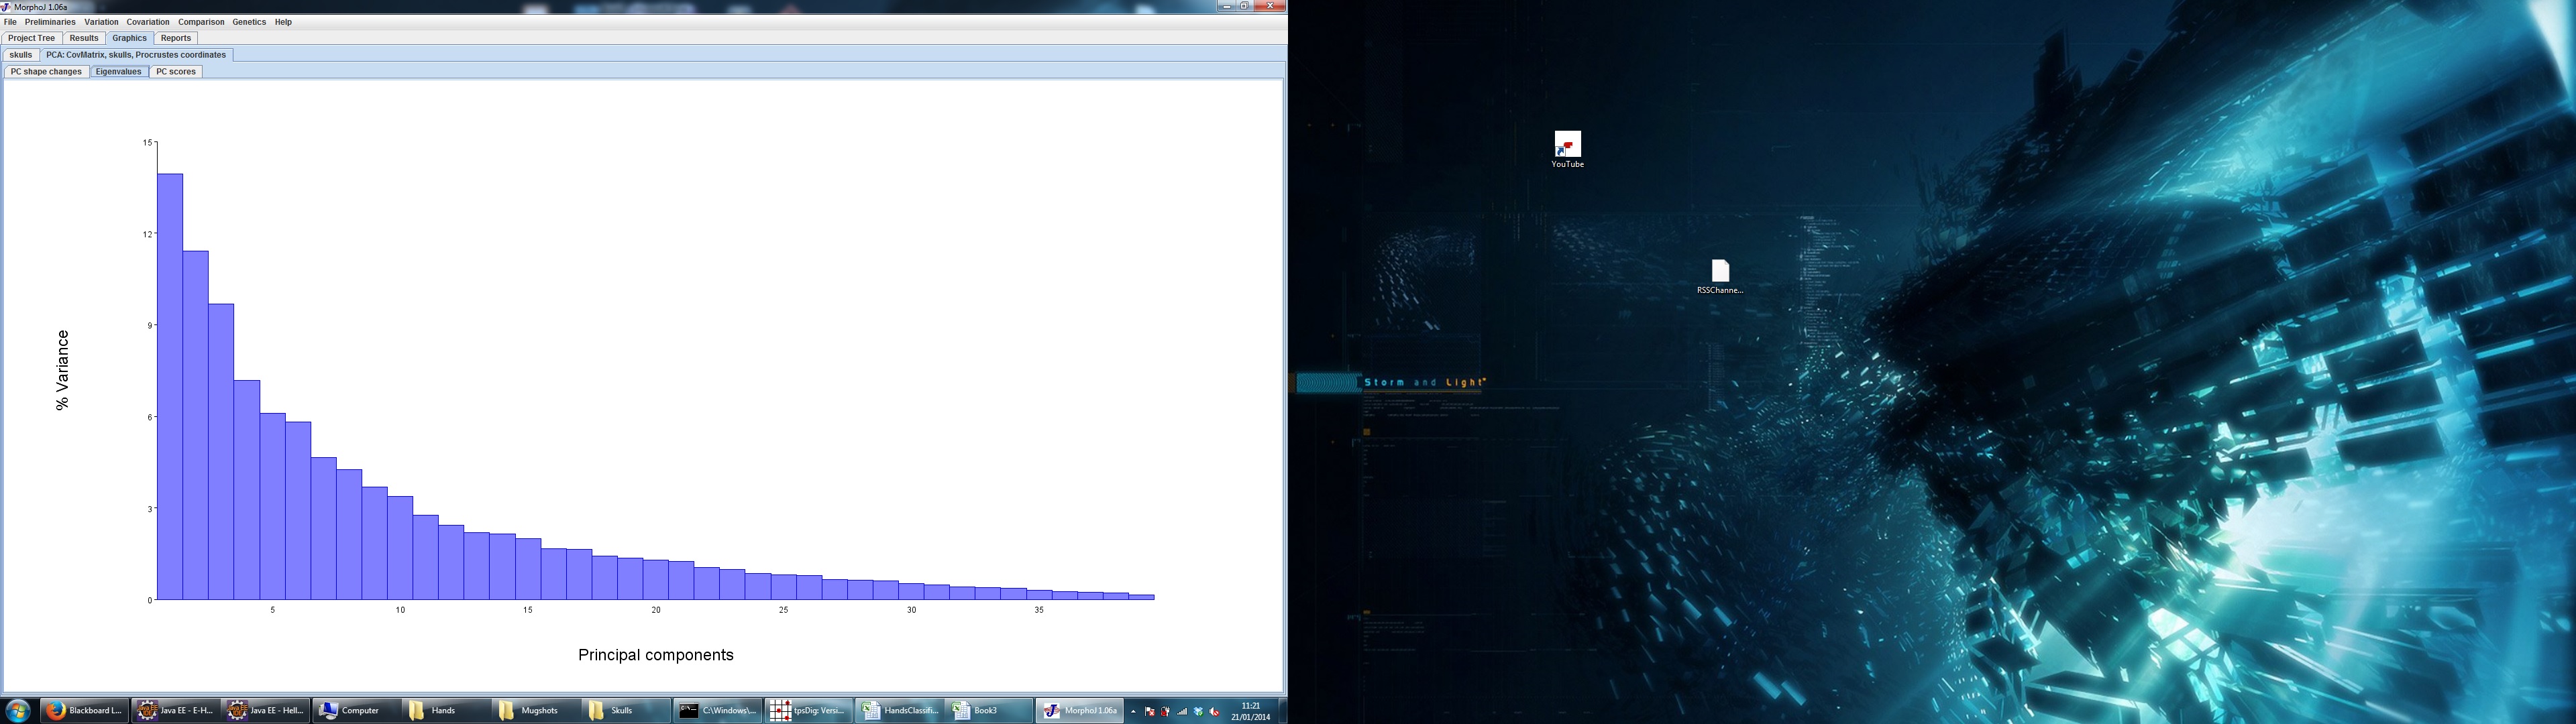 MorphoJ 1.06a
File Preliminaries Variation Covariation Comparison Genetics Help
Project Tree Results Graphics Reports
skulls PCA: CovMatrix, skulls, Procrustes coordinates
PC shape changes Eigenvalues PC scores
15
12
9
6
3
0
% Variance
5 10 15 20 25 30 35
Principal components
YouTube
RSSChanne...
Storm and Light
Blackboard L... Java EE - E-H... Java EE - Hell... Computer Hands Mugshots Skulls C:\Windows\... tpsDig: Versi... HandsClassifi... Book3 MorphoJ 1.06a
11:21
21/01/2014